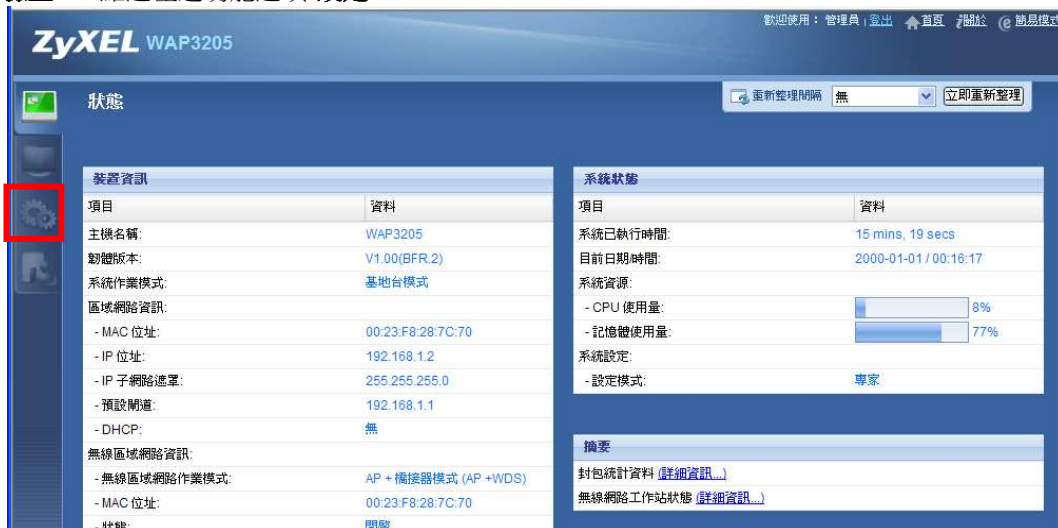 歡迎使用： 管理員 | 登出 首頁 關於 簡易模式
ZyXEL WAP3205
狀態
重新整理間隔 無 立即重新整理
裝置資訊
項目 資料
主機名稱: WAP3205
韌體版本: V1.00(BFR.2)
系統作業模式: 基地台模式
區域網路資訊:
- MAC 位址: 00:23:F8:28:7C:70
- IP 位址: 192.168.1.2
- IP 子網路遮罩: 255.255.255.0
- 預設閘道: 192.168.1.1
- DHCP: 無
無線區域網路資訊:
- 無線區域網路作業模式: AP + 橋接器模式 (AP +WDS)
- MAC 位址: 00:23:F8:28:7C:70
- 狀態:
系統狀態
項目 資料
系統已執行時間: 15 mins, 19 secs
目前日期/時間: 2000-01-01 / 00:16:17
系統資源:
- CPU 使用量: 8%
- 記憶體使用量: 77%
系統設定:
- 設定模式: 專家
摘要
封包統計資料 (詳細資訊...)
無線網路工作站狀態 (詳細資訊...)